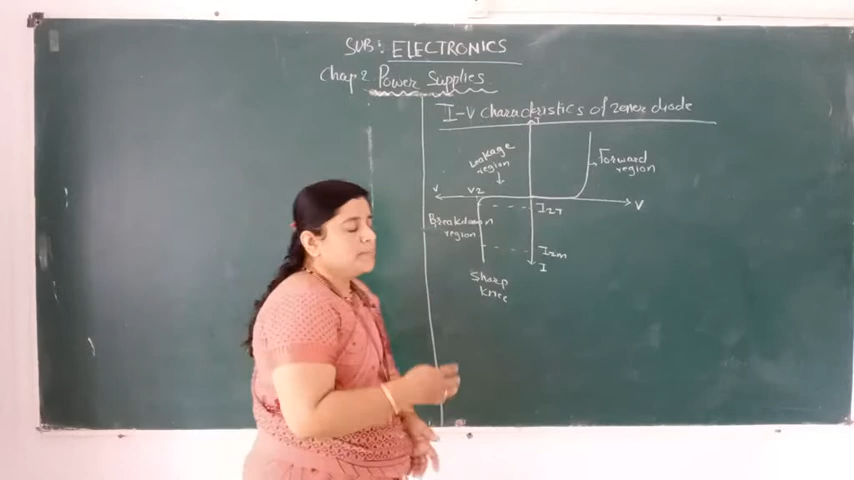 SUB: ELECTRONICS
Chap 2 Power Supplies
I-V Characteristics of zener diode
I
Leakage region
Forward region
V
VZ
V
IZT
Breakdown region
IZM
I
Sharp knee